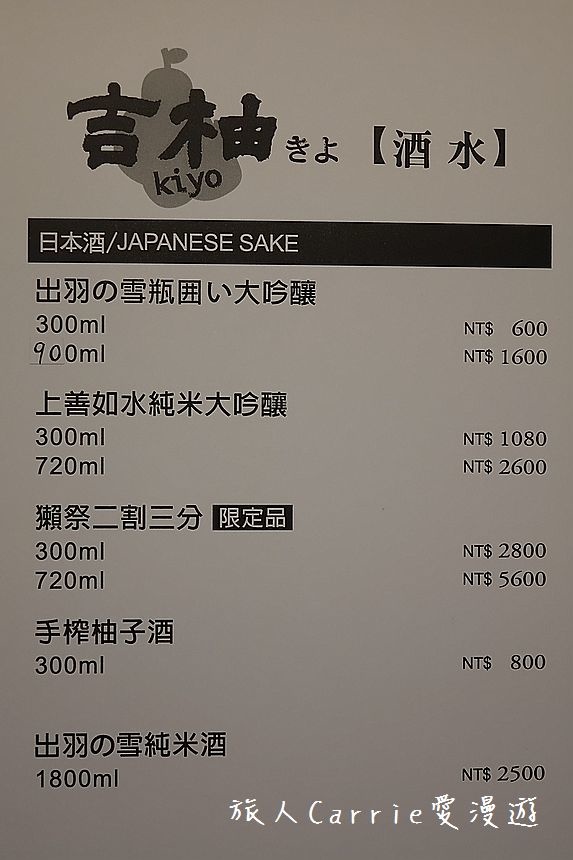 吉柚きよ【酒 水】
kiyo
日本酒/JAPANESE SAKE
出羽の雪瓶囲い大吟釀
300ml NT$ 600
900ml NT$ 1600
上善如水純米大吟釀
300ml NT$ 1080
720ml NT$ 2600
獺祭二割三分 限定品
300ml NT$ 2800
720ml NT$ 5600
手榨柚子酒
300ml NT$ 800
出羽の雪純米酒
1800ml NT$ 2500
旅人Carrie愛漫遊